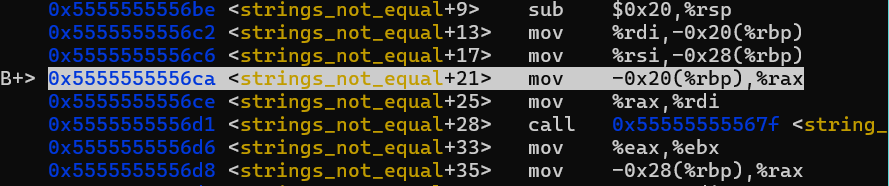 0x5555555556be <strings_not_equal+9> sub $0x20,%rsp
0x5555555556c2 <strings_not_equal+13> mov %rdi,-0x20(%rbp)
0x5555555556c6 <strings_not_equal+17> mov %rsi,-0x28(%rbp)
B+> 0x5555555556ca <strings_not_equal+21> mov -0x20(%rbp),%rax
0x5555555556ce <strings_not_equal+25> mov %rax,%rdi
0x5555555556d1 <strings_not_equal+28> call 0x55555555567f <string_
0x5555555556d6 <strings_not_equal+33> mov %eax,%ebx
0x5555555556d8 <strings_not_equal+35> mov -0x28(%rbp),%rax